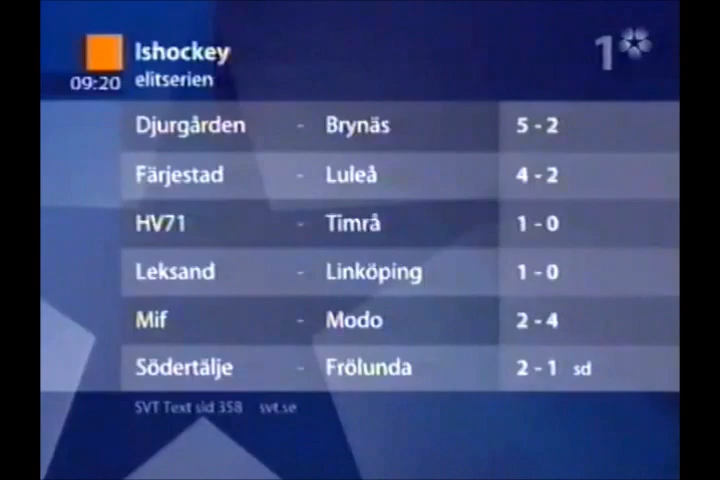 Ishockey
1
09:20 elitserien
Djurgården - Brynäs 5 - 2
Färjestad - Luleå 4 - 2
HV71 - Timrå 1 - 0
Leksand - Linköping 1 - 0
Mif - Modo 2 - 4
Södertälje - Frölunda 2 - 1 sd
SVT Text sid 358 svt.se